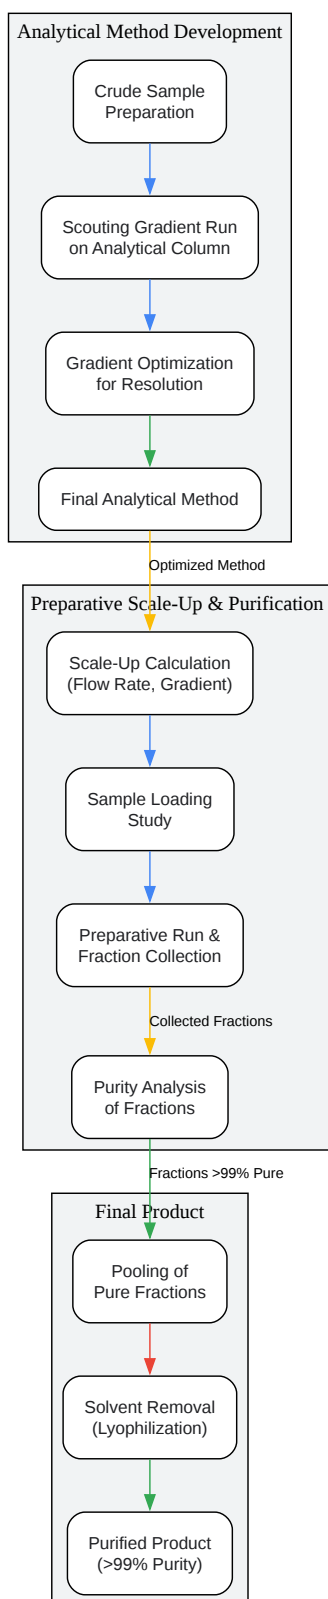 Analytical Method Development
Crude Sample
Preparation
Scouting Gradient Run
on Analytical Column
Gradient Optimization
for Resolution
Final Analytical Method
Optimized Method
Preparative Scale-Up & Purification
Scale-Up Calculation
(Flow Rate, Gradient)
Sample Loading
Study
Preparative Run &
Fraction Collection
Collected Fractions
Purity Analysis
of Fractions
Fractions >99% Pure
Final Product
Pooling of
Pure Fractions
Solvent Removal
(Lyophilization)
Purified Product
(>99% Purity)